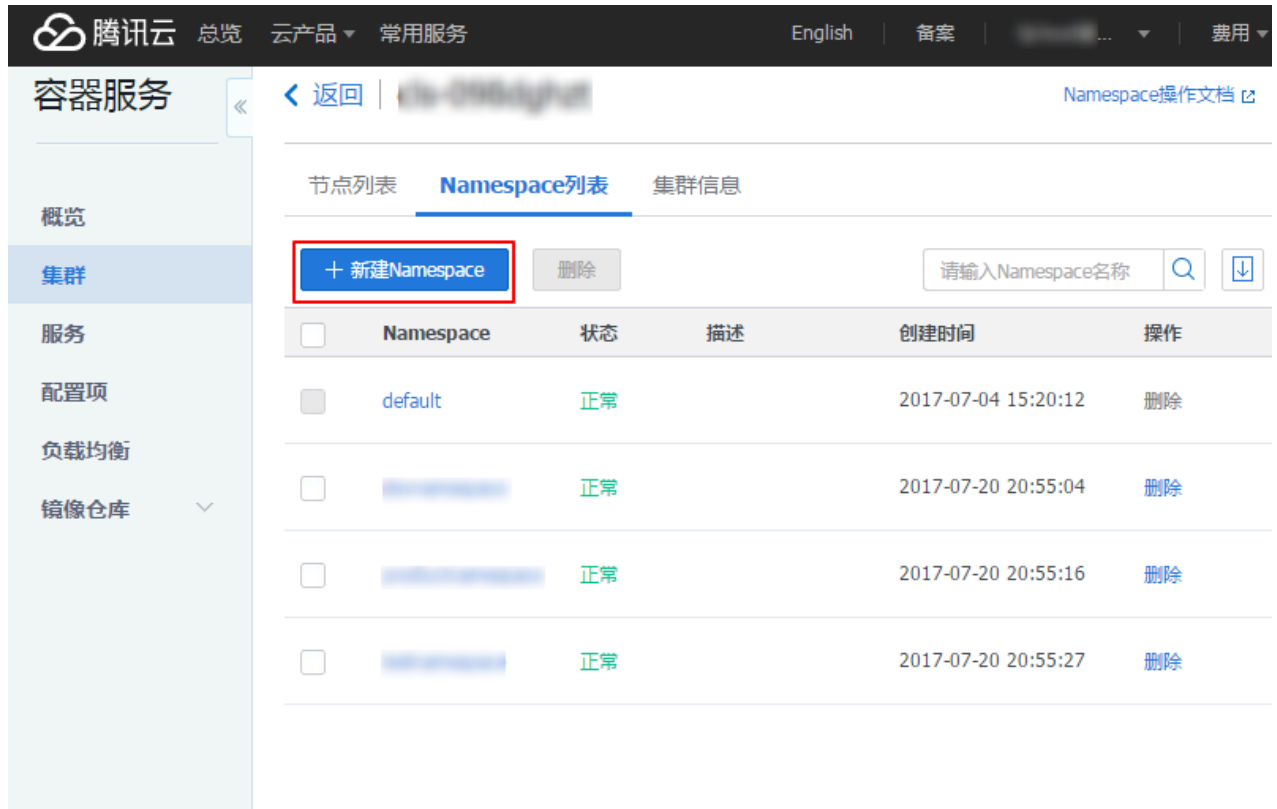 腾讯云 总览 云产品 常用服务 English 备案 ... 费用
容器服务
返回 Namespace操作文档
节点列表 Namespace列表 集群信息
概览
集群
服务
配置项
负载均衡
镜像仓库
+ 新建Namespace 删除 请输入Namespace名称
Namespace 状态 描述 创建时间 操作
default 正常 2017-07-04 15:20:12 删除
正常 2017-07-20 20:55:04 删除
正常 2017-07-20 20:55:16 删除
正常 2017-07-20 20:55:27 删除